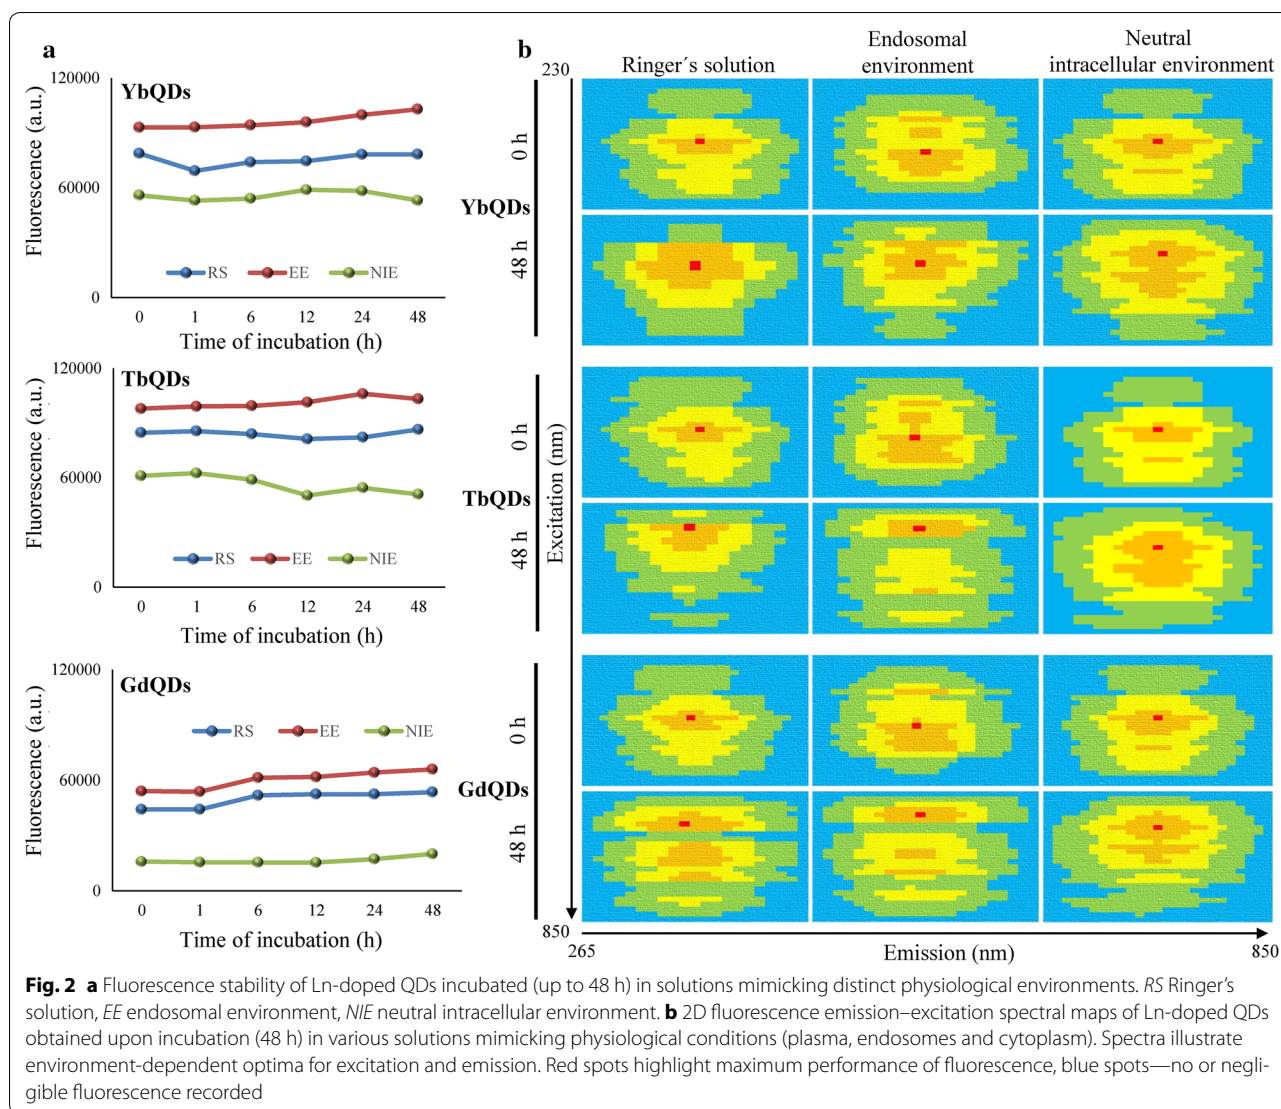 a
120000
YbQDs
60000
0
Fluorescence (a.u.)
RS EE NIE
0 1 6 12 24 48
Time of incubation (h)
120000
TbQDs
60000
0
Fluorescence (a.u.)
RS EE NIE
0 1 6 12 24 48
Time of incubation (h)
120000
GdQDs
60000
0
Fluorescence (a.u.)
RS EE NIE
0 1 6 12 24 48
Time of incubation (h)
b
Ringer´s solution
Endosomal
environment
Neutral
intracellular environment
230
0 h
YbQDs
48 h
0 h
TbQDs
48 h
0 h
GdQDs
48 h
Excitation (nm)
850
265
Emission (nm)
850
Fig. 2 a Fluorescence stability of Ln-doped QDs incubated (up to 48 h) in solutions mimicking distinct physiological environments. RS Ringer's
solution, EE endosomal environment, NIE neutral intracellular environment. b 2D fluorescence emission–excitation spectral maps of Ln-doped QDs
obtained upon incubation (48 h) in various solutions mimicking physiological conditions (plasma, endosomes and cytoplasm). Spectra illustrate
environment-dependent optima for excitation and emission. Red spots highlight maximum performance of fluorescence, blue spots—no or negli-
gible fluorescence recorded